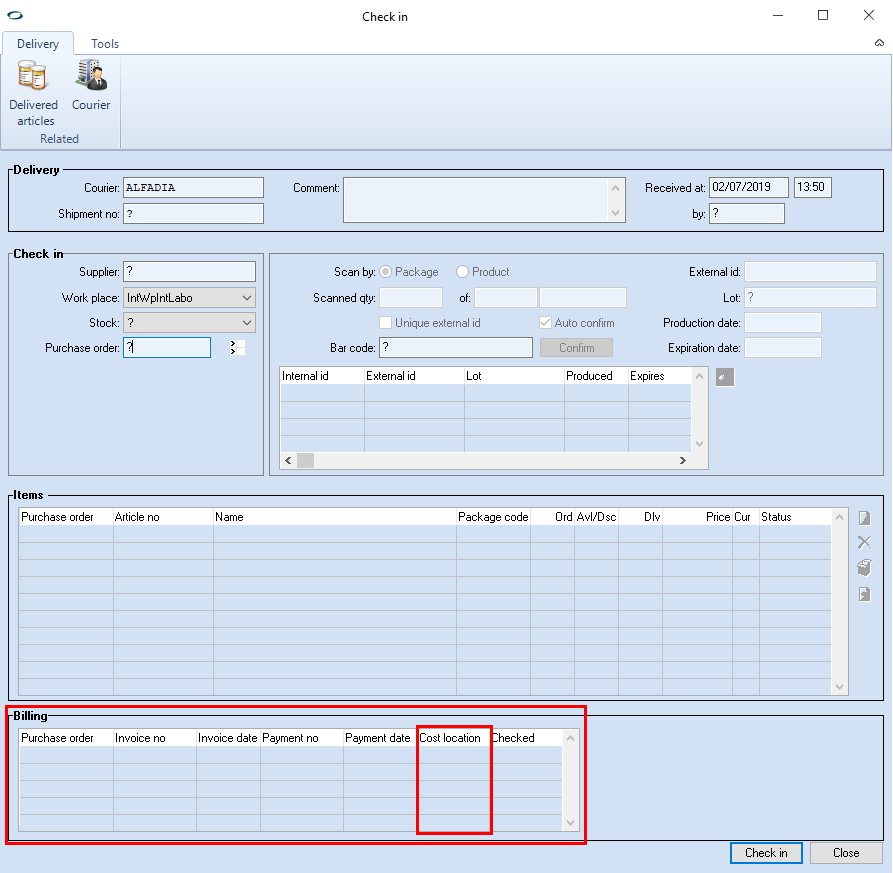 Check in
Delivery Tools
Delivered articles
Courier
Related
Delivery
Courier: ALFADIA
Comment:
Received at: 02/07/2019 13:50
Shipment no: ?
by: ?
Check in
Supplier: ?
Work place: IntWpIntLabo
Stock: ?
Purchase order: ?
Scan by: Package Product
External id:
Scanned qty: of:
Lot: ?
Unique external id Auto confirm
Production date:
Bar code: ? Confirm
Expiration date:
Internal id External id Lot Produced Expires
Items
Purchase order Article no Name Package code Ord Avl/Dsc Dlv Price Cur Status
Billing
Purchase order Invoice no Invoice date Payment no Payment date Cost location Checked
Check in Close